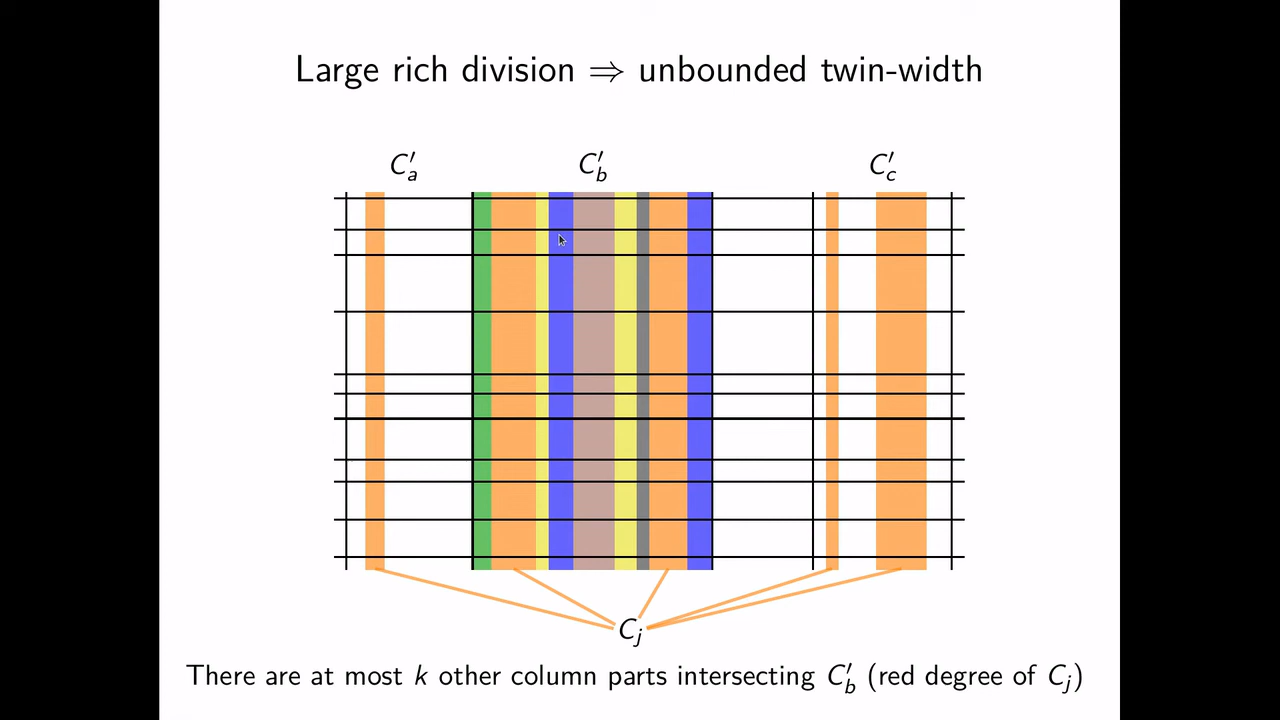 Large rich division ⇒ unbounded twin-width
C′a C′b C′c
Cj
There are at most k other column parts intersecting C′b (red degree of Cj)